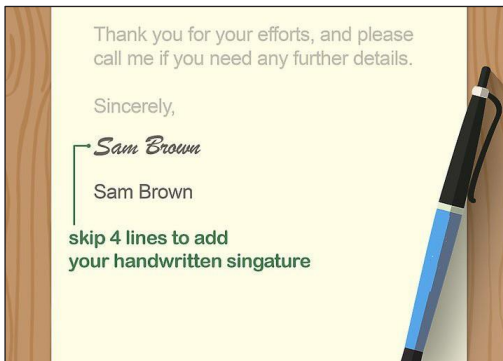 Thank you for your efforts, and please
call me if you need any further details.
Sincerely,
Sam Brown
Sam Brown
skip 4 lines to add
your handwritten singature